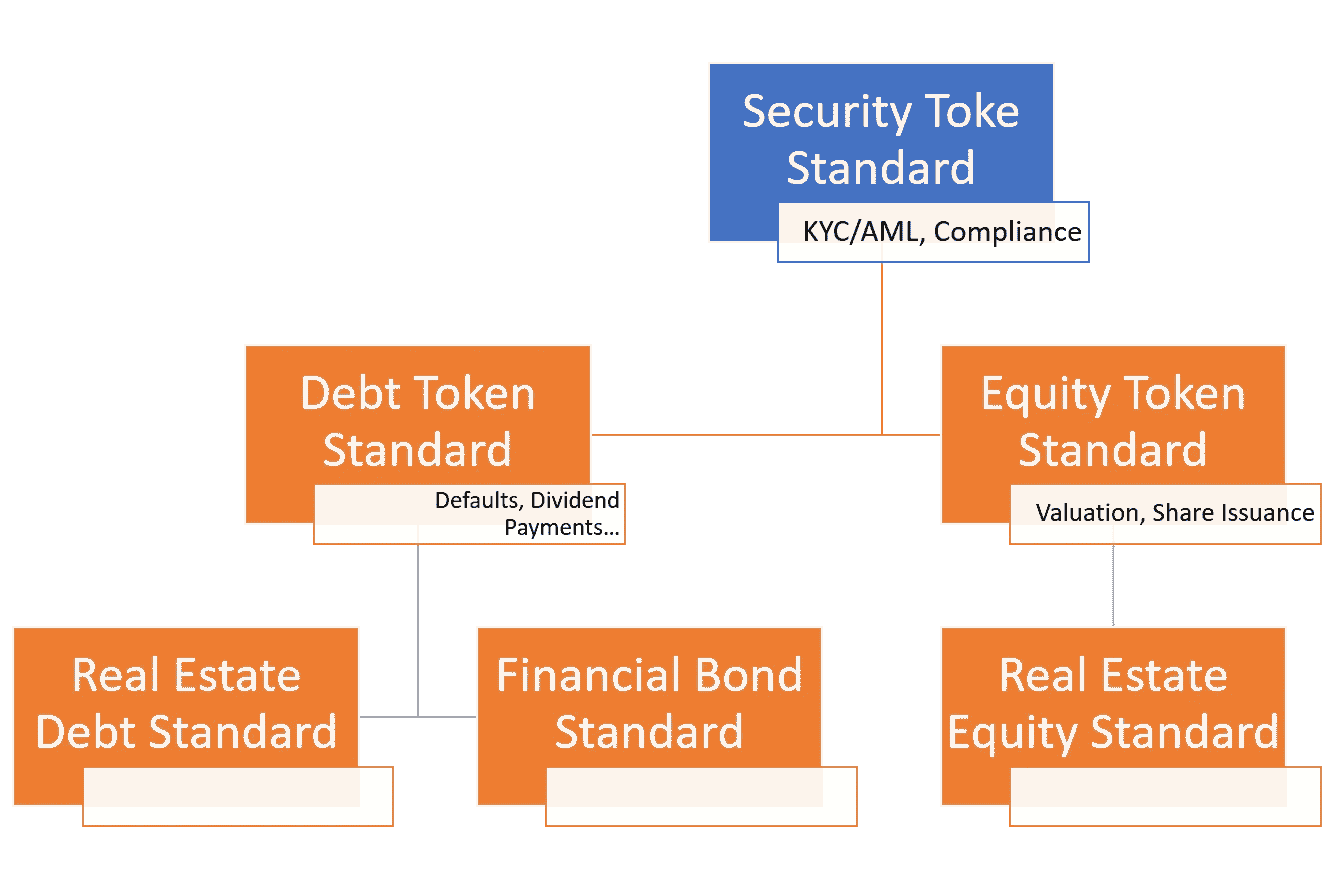 Security Toke
Standard
KYC/AML, Compliance
Debt Token
Standard
Defaults, Dividend
Payments...
Equity Token
Standard
Valuation, Share Issuance
Real Estate
Debt Standard
Financial Bond
Standard
Real Estate
Equity Standard